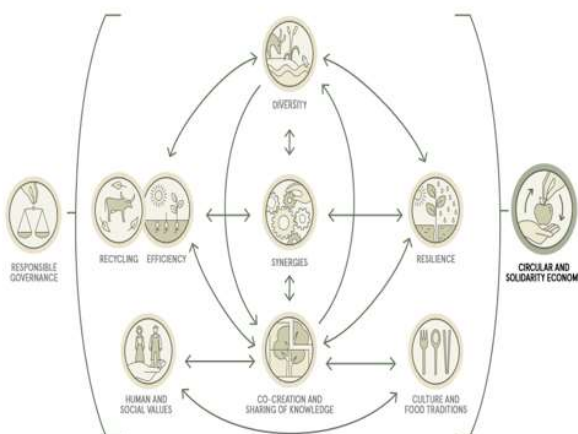 DIVERSITY
RESPONSIBLE
GOVERNANCE
RECYCLING
EFFICIENCY
SYNERGIES
RESILIENCE
CIRCULAR AND
SOLIDARITY ECONOM
HUMAN AND
SOCIAL VALUES
CO-CREATION AND
SHARING OF KNOWLEDGE
CULTURE AND
FOOD TRADITIONS